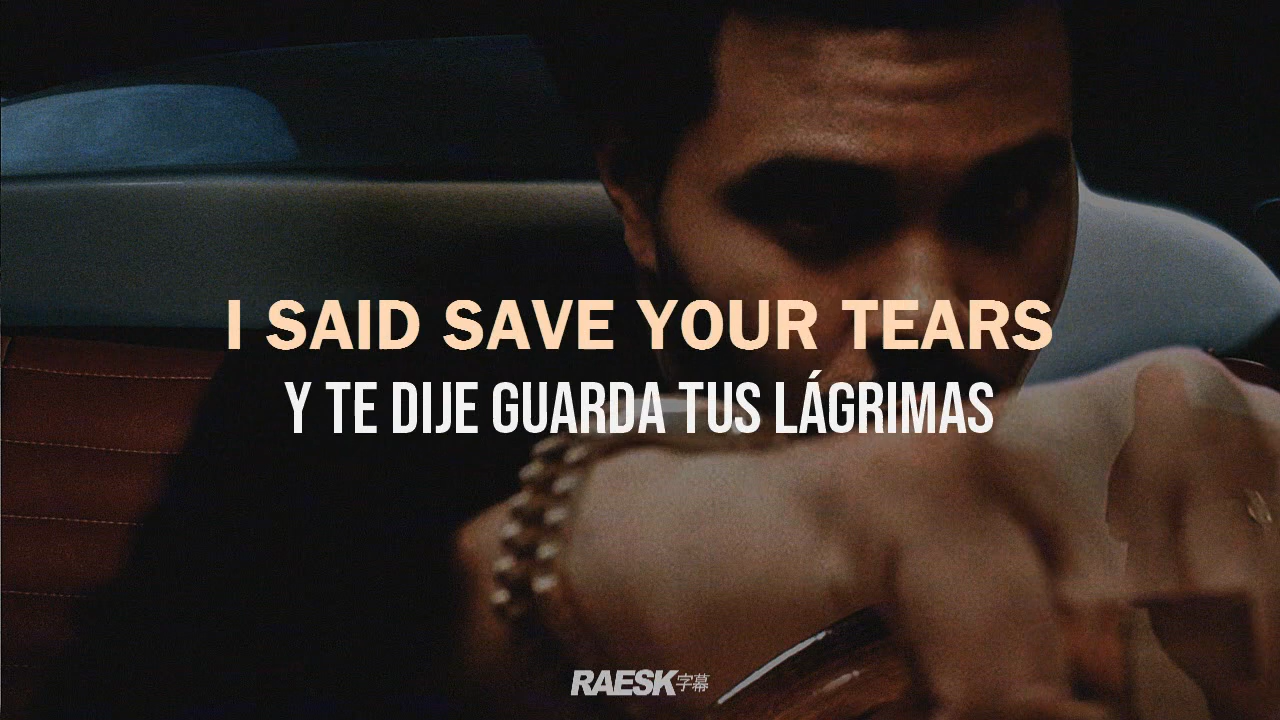 I SAID SAVE YOUR TEARS
Y TE DIJE GUARDA TUS LÁGRIMAS
RAESK字幕